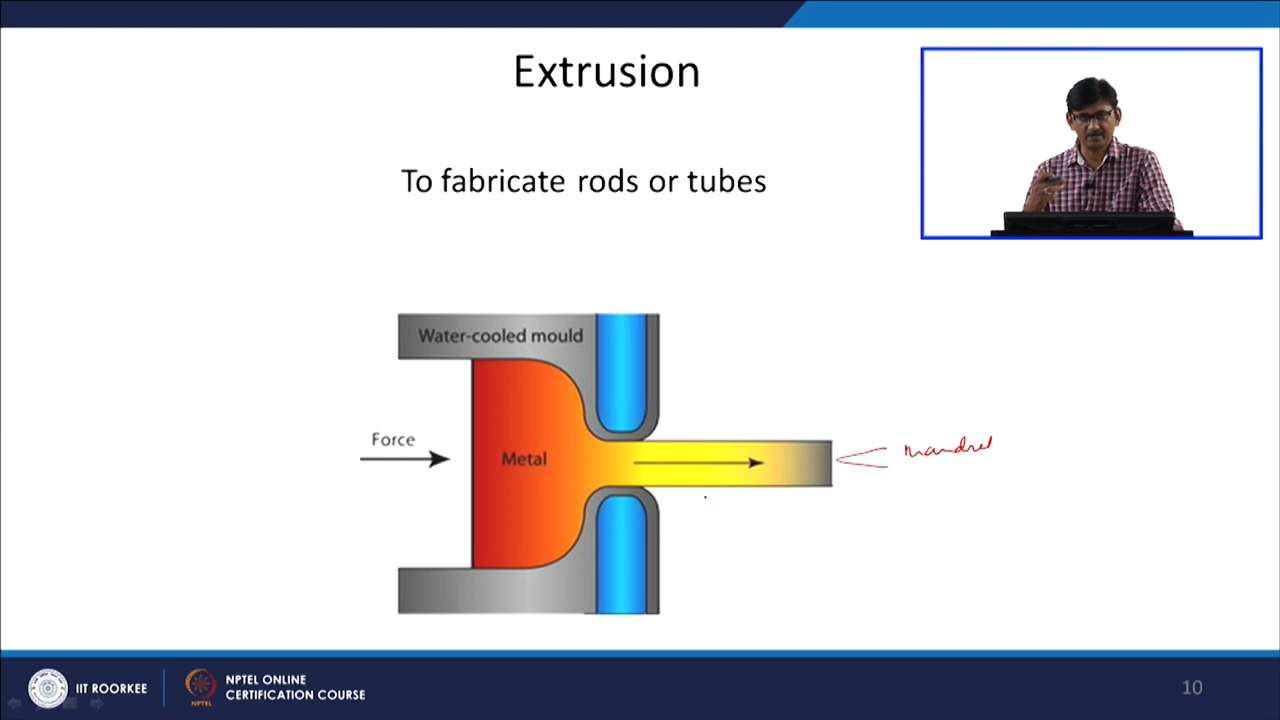 Extrusion
To fabricate rods or tubes
Water-cooled mould
Force
Metal
mandrel
IIT ROORKEE
NPTEL
NPTEL ONLINE
CERTIFICATION COURSE
10